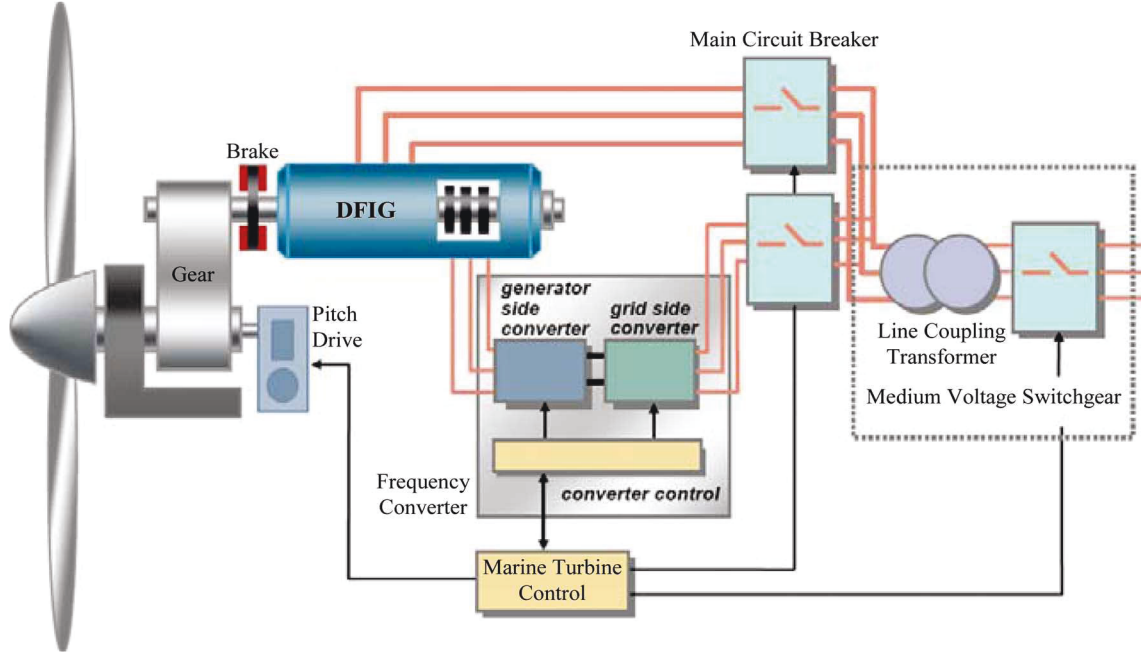 Main Circuit Breaker
Brake
DFIG
Gear
Pitch
Drive
generator
side
converter
grid side
converter
Line Coupling
Transformer
Medium Voltage Switchgear
Frequency
Converter
converter control
Marine Turbine
Control